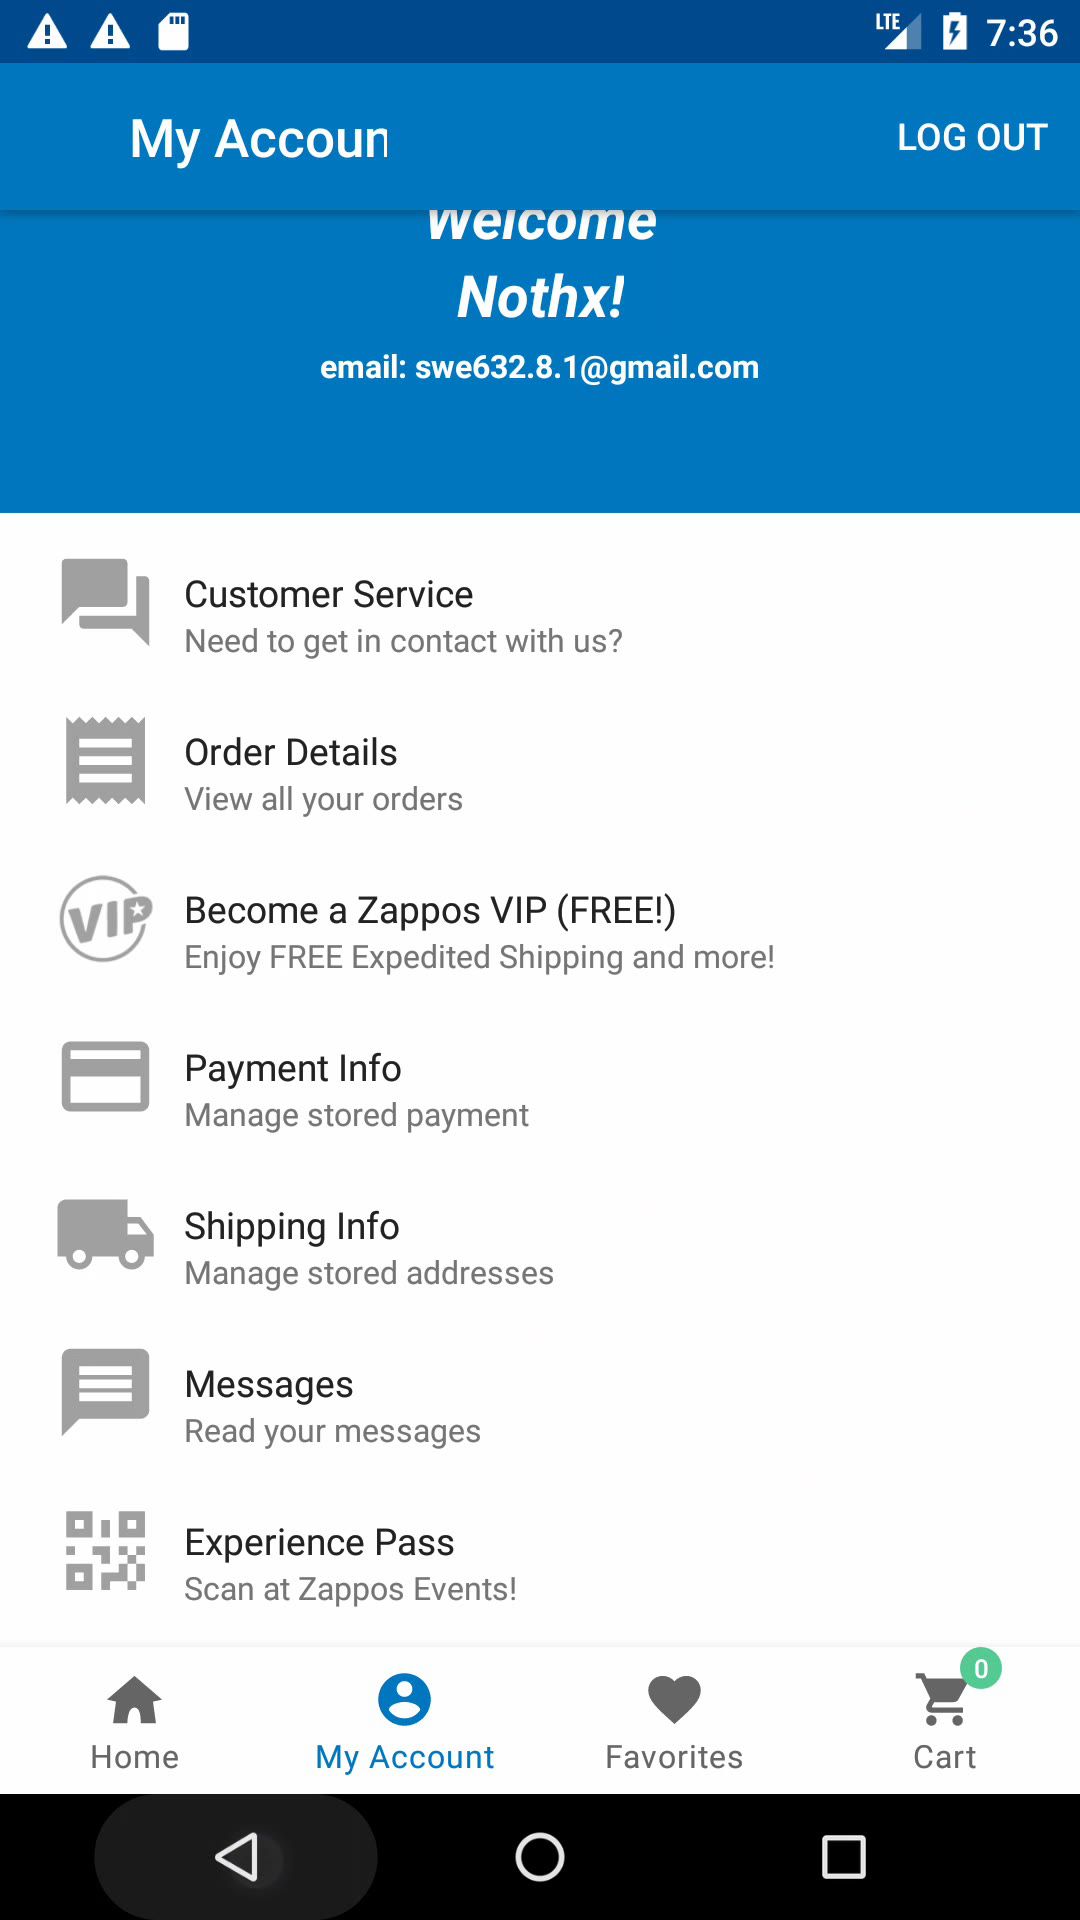 LTE 7:36
My Accoun
LOG OUT
Welcome
Nothx!
email: swe632.8.1@gmail.com
Customer Service
Need to get in contact with us?
Order Details
View all your orders
VIP
Become a Zappos VIP (FREE!)
Enjoy FREE Expedited Shipping and more!
Payment Info
Manage stored payment
Shipping Info
Manage stored addresses
Messages
Read your messages
Experience Pass
Scan at Zappos Events!
0
Home
My Account
Favorites
Cart